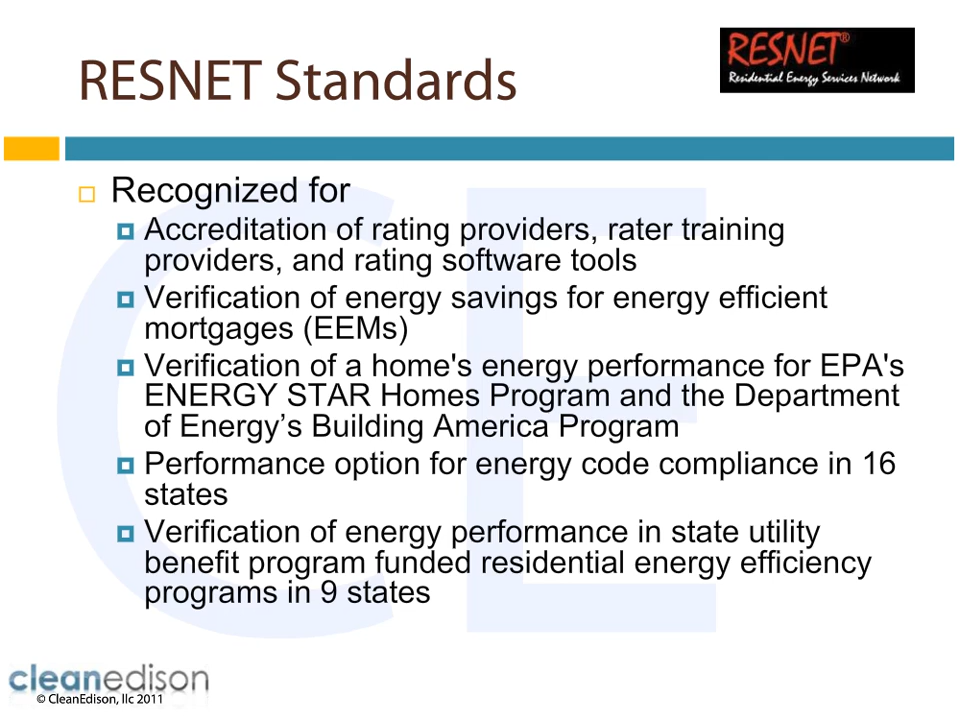 RESNET Standards
RESNET®
Residential Energy Services Network
Recognized for
Accreditation of rating providers, rater training
providers, and rating software tools
Verification of energy savings for energy efficient
mortgages (EEMs)
Verification of a home's energy performance for EPA's
ENERGY STAR Homes Program and the Department
of Energy’s Building America Program
Performance option for energy code compliance in 16
states
Verification of energy performance in state utility
benefit program funded residential energy efficiency
programs in 9 states
CE
cleanedison
© CleanEdison, llc 2011